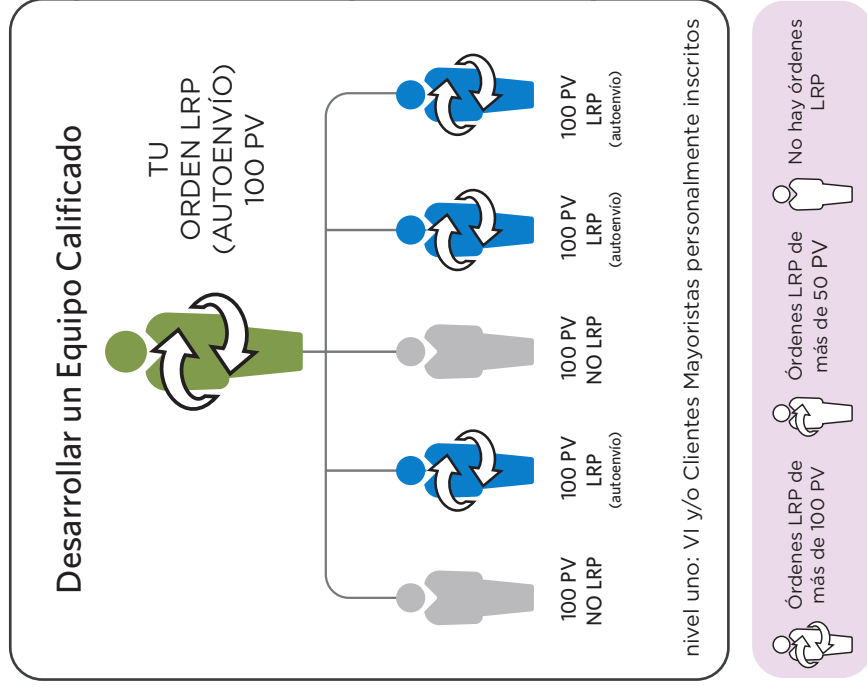 Desarrollar un Equipo Calificado
TU
ORDEN LRP
(AUTOENVÍO)
100 PV
100 PV
NO LRP
100 PV
LRP
(autoenvío)
100 PV
NO LRP
100 PV
LRP
(autoenvío)
100 PV
LRP
(autoenvío)
nivel uno: VI y/o Clientes Mayoristas personalmente inscritos
Órdenes LRP de
más de 100 PV
Órdenes LRP de
más de 50 PV
No hay órdenes
LRP